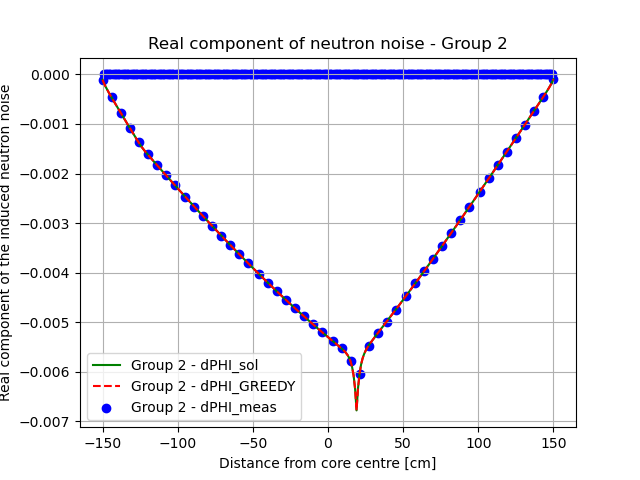 Real component of neutron noise - Group 2
Real component of the induced neutron noise
0.000
−0.001
−0.002
−0.003
−0.004
−0.005
−0.006
−0.007
Group 2 - dPHI_sol
Group 2 - dPHI_GREEDY
Group 2 - dPHI_meas
−150
−100
−50
0
50
100
150
Distance from core centre [cm]